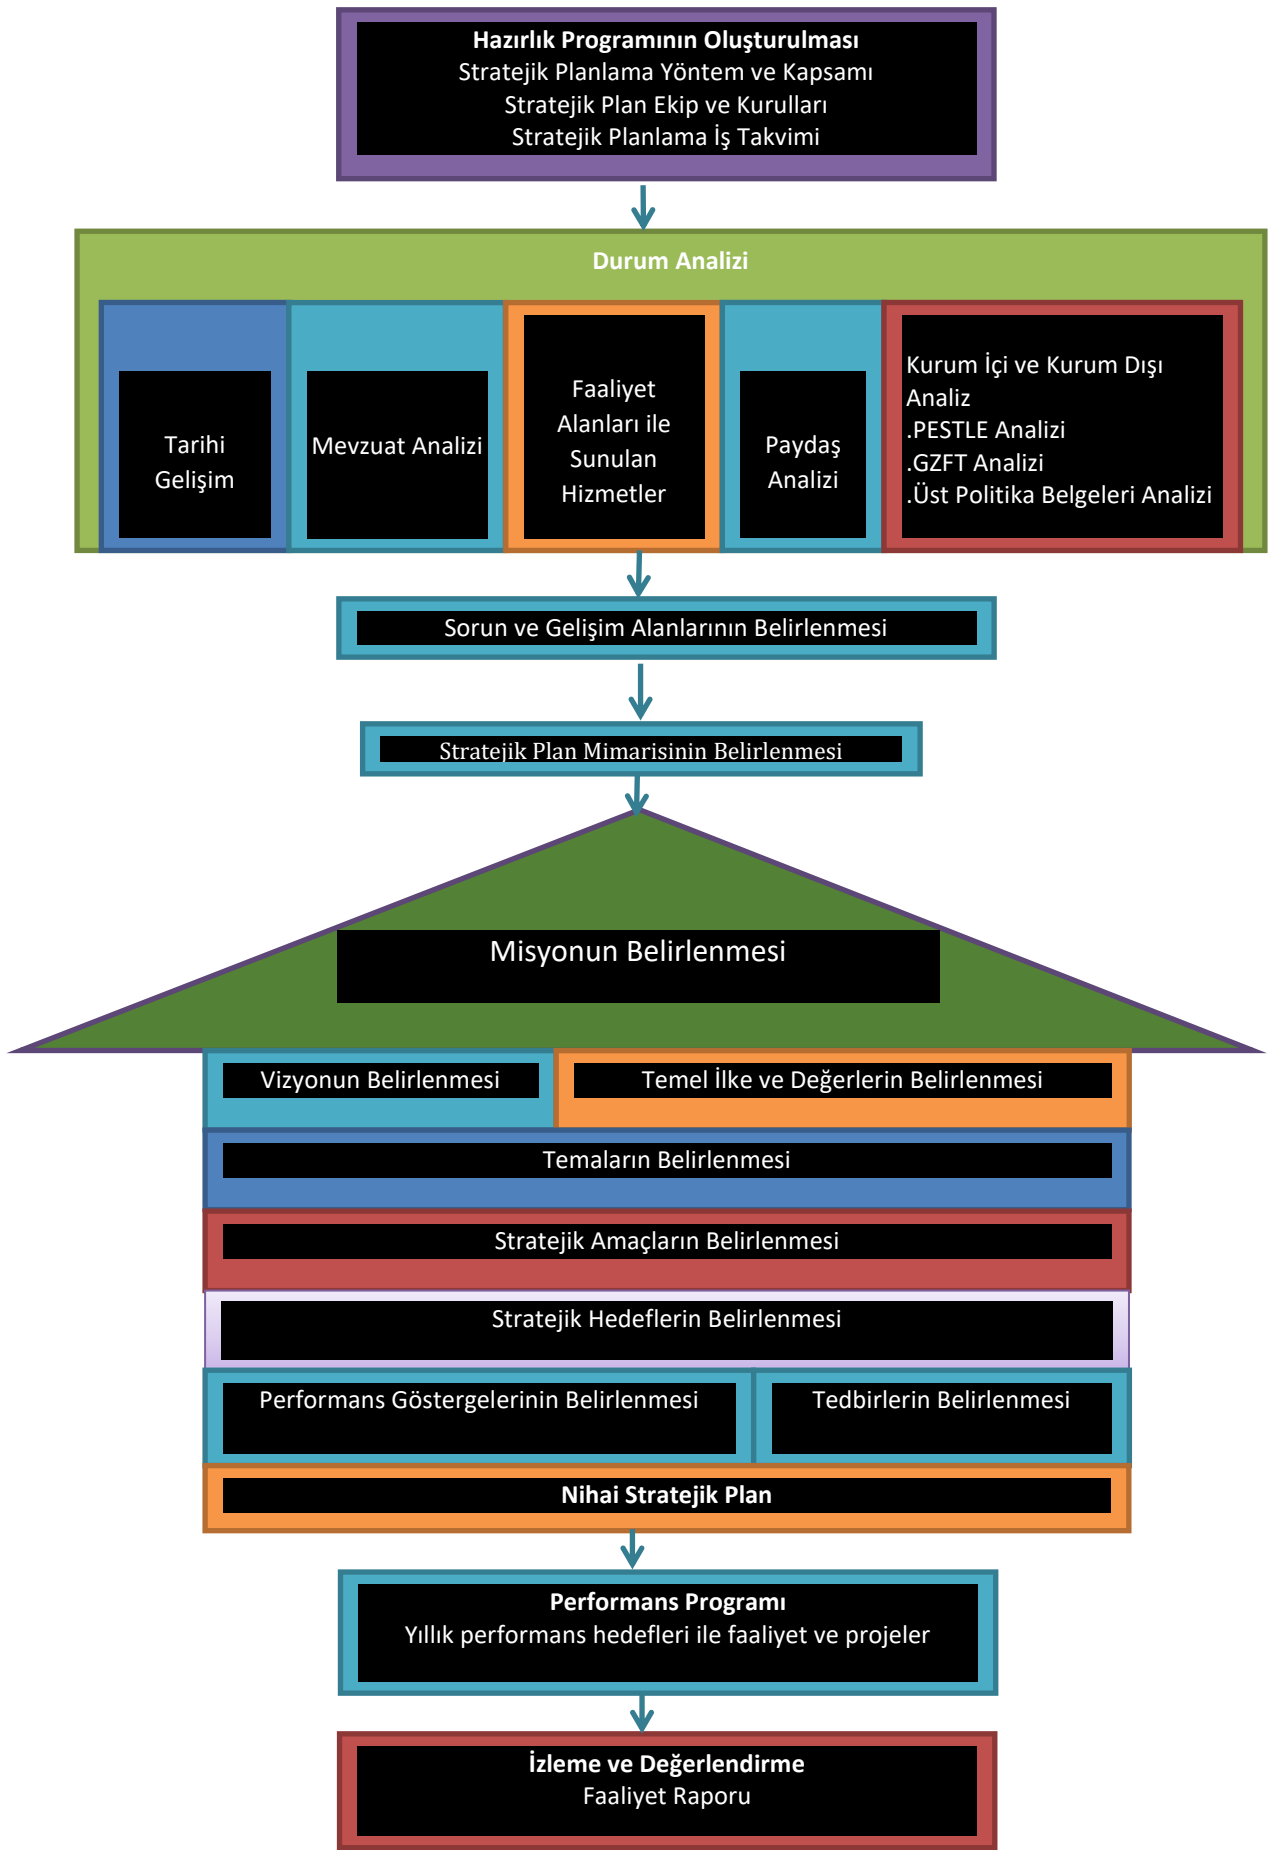 Hazırlık Programının Oluşturulması
Stratejik Planlama Yöntem ve Kapsamı
Stratejik Plan Ekip ve Kurulları
Stratejik Planlama İş Takvimi
Durum Analizi
Tarihi
Gelişim
Mevzuat Analizi
Faaliyet
Alanları ile
Sunulan
Hizmetler
Paydaş
Analizi
Kurum İçi ve Kurum Dışı
Analiz
.PESTLE Analizi
.GZFT Analizi
.Üst Politika Belgeleri Analizi
Sorun ve Gelişim Alanlarının Belirlenmesi
Stratejik Plan Mimarisinin Belirlenmesi
Misyonun Belirlenmesi
Vizyonun Belirlenmesi
Temel İlke ve Değerlerin Belirlenmesi
Temaların Belirlenmesi
Stratejik Amaçların Belirlenmesi
Stratejik Hedeflerin Belirlenmesi
Performans Göstergelerinin Belirlenmesi
Tedbirlerin Belirlenmesi
Nihai Stratejik Plan
Performans Programı
Yıllık performans hedefleri ile faaliyet ve projeler
İzleme ve Değerlendirme
Faaliyet Raporu